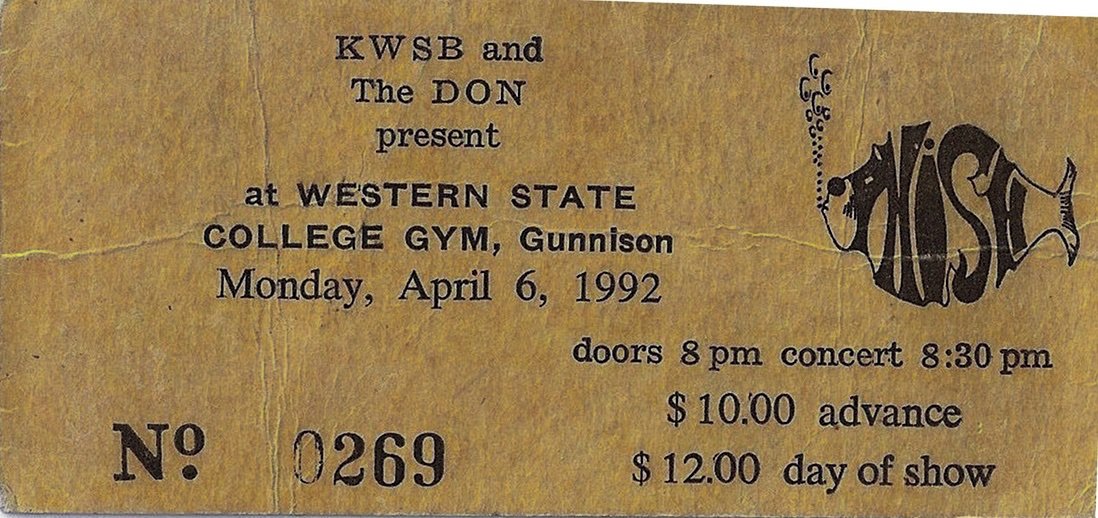 KWSB and
The DON
present
at WESTERN STATE
COLLEGE GYM, Gunnison
Monday, April 6, 1992
PHiSH
doors 8 pm concert 8:30 pm
$ 10.00 advance
$ 12.00 day of show
Nº. 0269